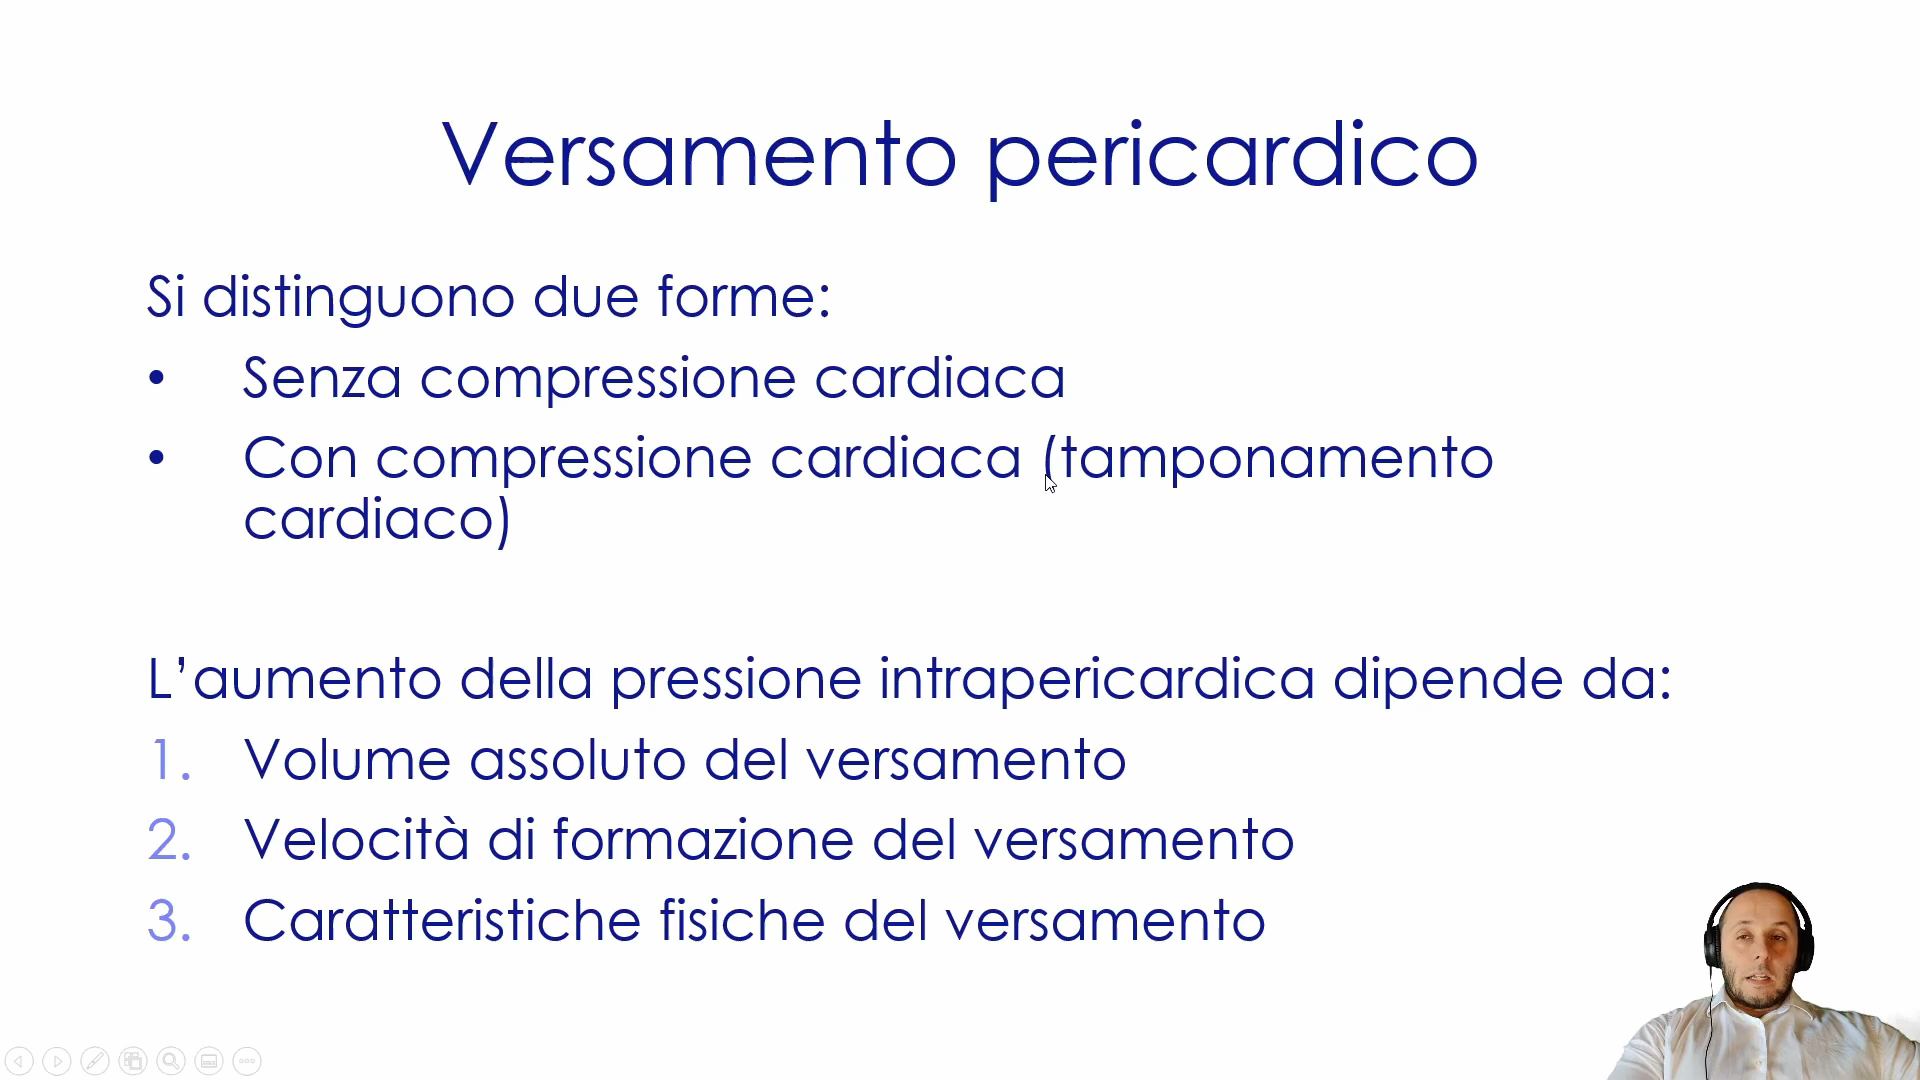 Versamento pericardico
Si distinguono due forme:
• Senza compressione cardiaca
• Con compressione cardiaca (tamponamento
cardiaco)
L’aumento della pressione intrapericardica dipende da:
1. Volume assoluto del versamento
2. Velocità di formazione del versamento
3. Caratteristiche fisiche del versamento